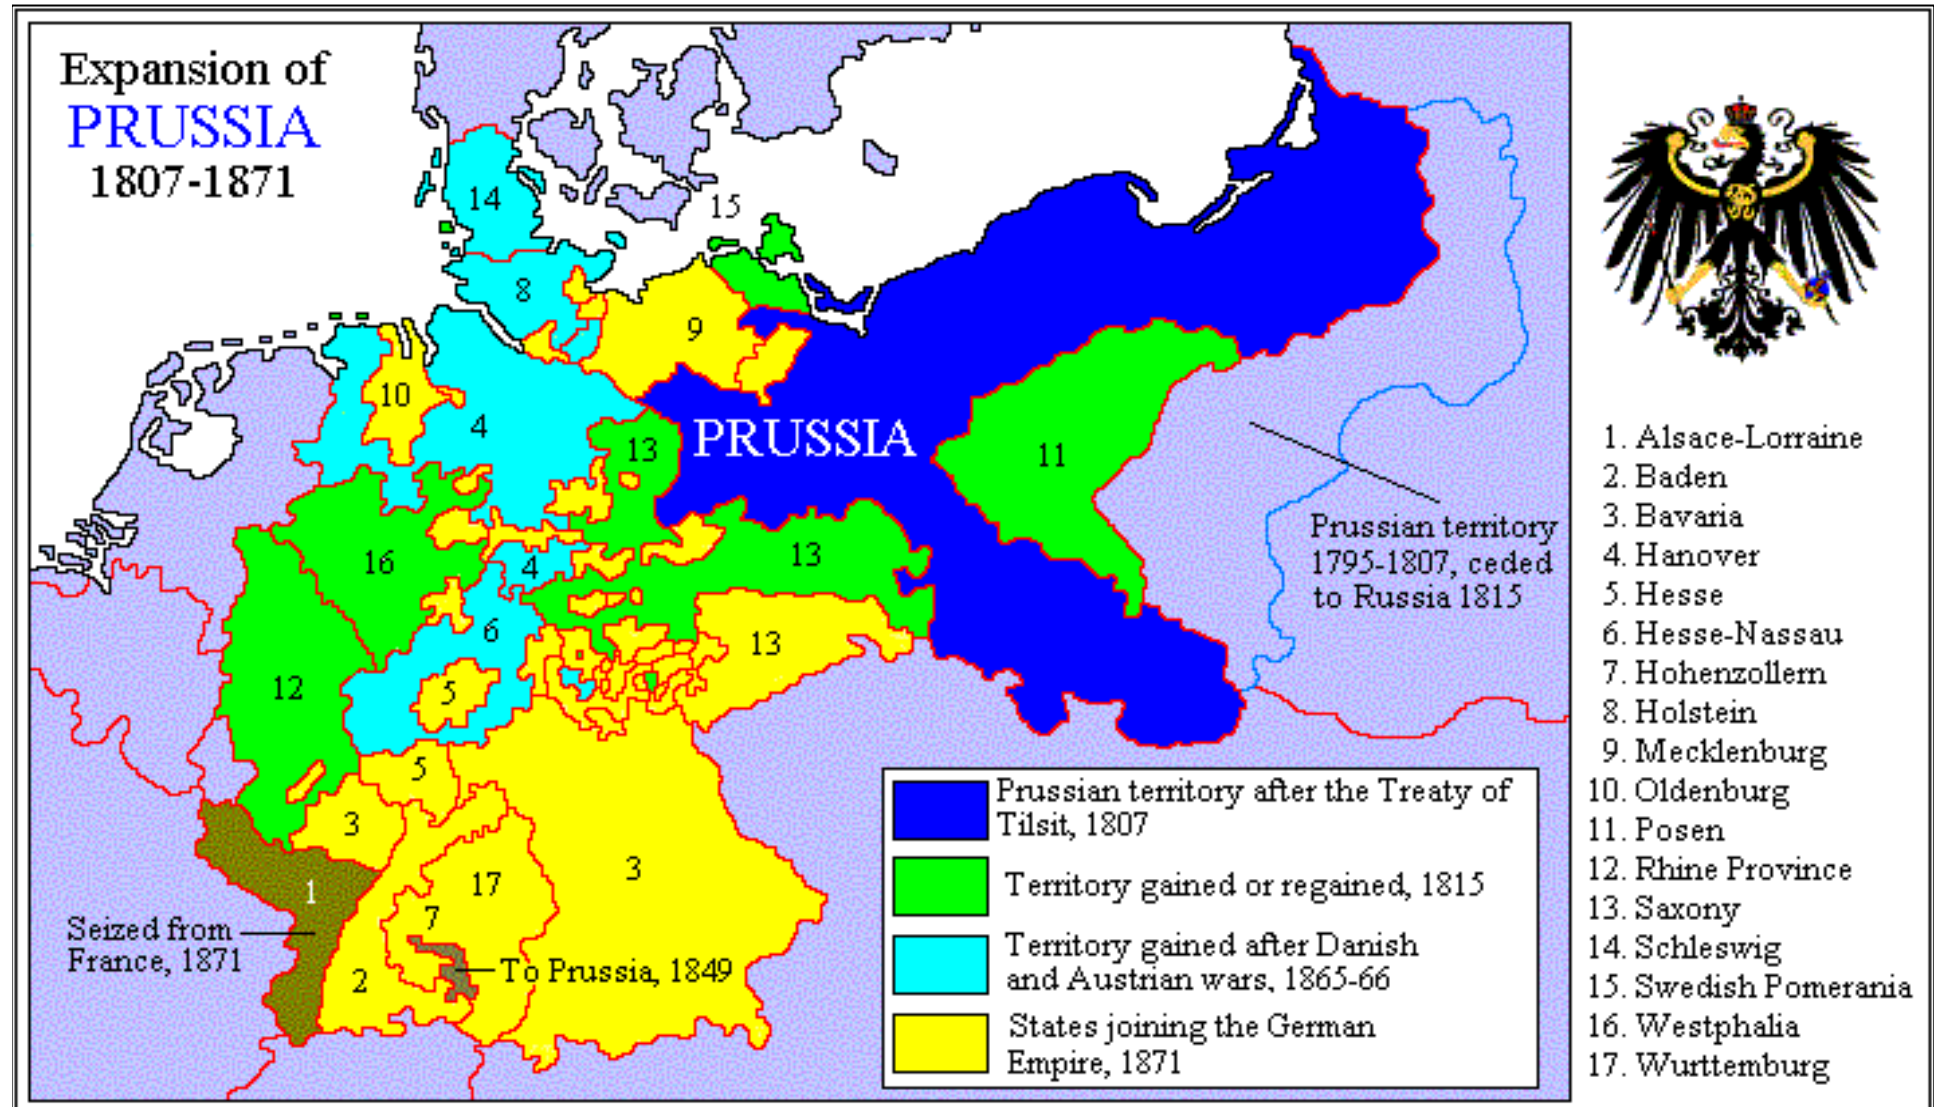 Expansion of
PRUSSIA
1807-1871
14
15
8
9
10
4
13
PRUSSIA
11
16
4
13
6
13
12
5
5
3
3
1
17
7
2
Prussian territory
1795-1807, ceded
to Russia 1815
Seized from
France, 1871
To Prussia, 1849
Prussian territory after the Treaty of
Tilsit, 1807
Territory gained or regained, 1815
Territory gained after Danish
and Austrian wars, 1865-66
States joining the German
Empire, 1871
1. Alsace-Lorraine
2. Baden
3. Bavaria
4. Hanover
5. Hesse
6. Hesse-Nassau
7. Hohenzollern
8. Holstein
9. Mecklenburg
10. Oldenburg
11. Posen
12. Rhine Province
13. Saxony
14. Schleswig
15. Swedish Pomerania
16. Westphalia
17. Wurttemburg